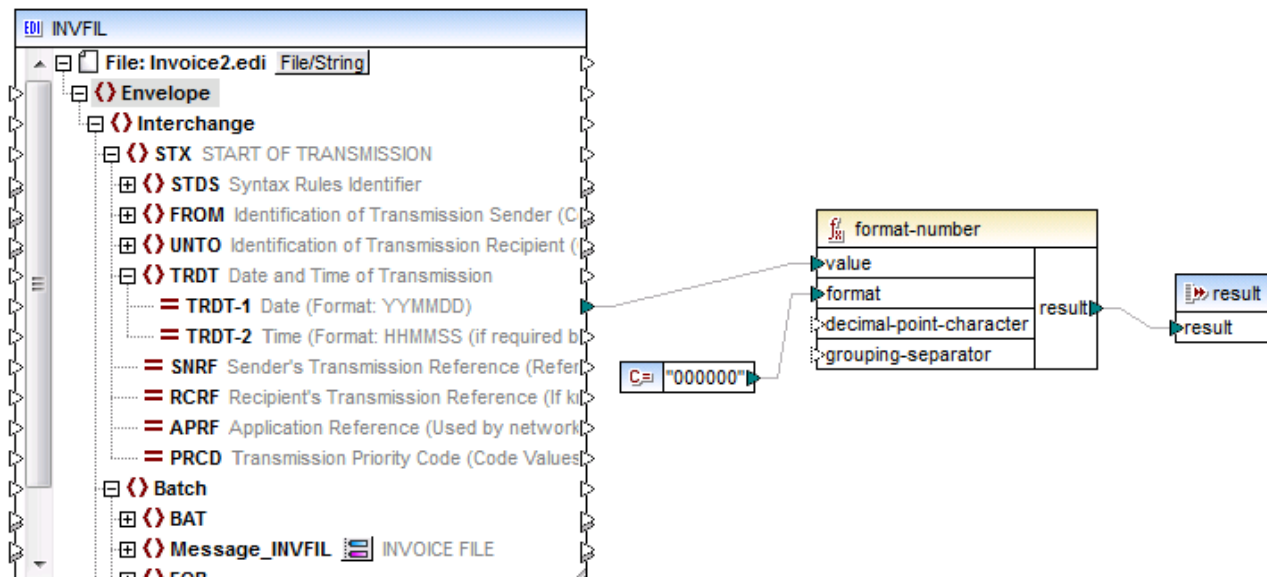 EDI INVFIL
File: Invoice2.edi File/String
Envelope
Interchange
STX START OF TRANSMISSION
STDS Syntax Rules Identifier
FROM Identification of Transmission Sender (C
UNTO Identification of Transmission Recipient (
TRDT Date and Time of Transmission
TRDT-1 Date (Format: YYMMDD)
TRDT-2 Time (Format: HHMMSS (if required b
SNRF Sender's Transmission Reference (Refer
RCRF Recipient's Transmission Reference (If k
APRF Application Reference (Used by network
PRCD Transmission Priority Code (Code Values
Batch
BAT
Message_INVFIL INVOICE FILE
C= "000000"
fx format-number
value
format
decimal-point-character
grouping-separator
result
result
result